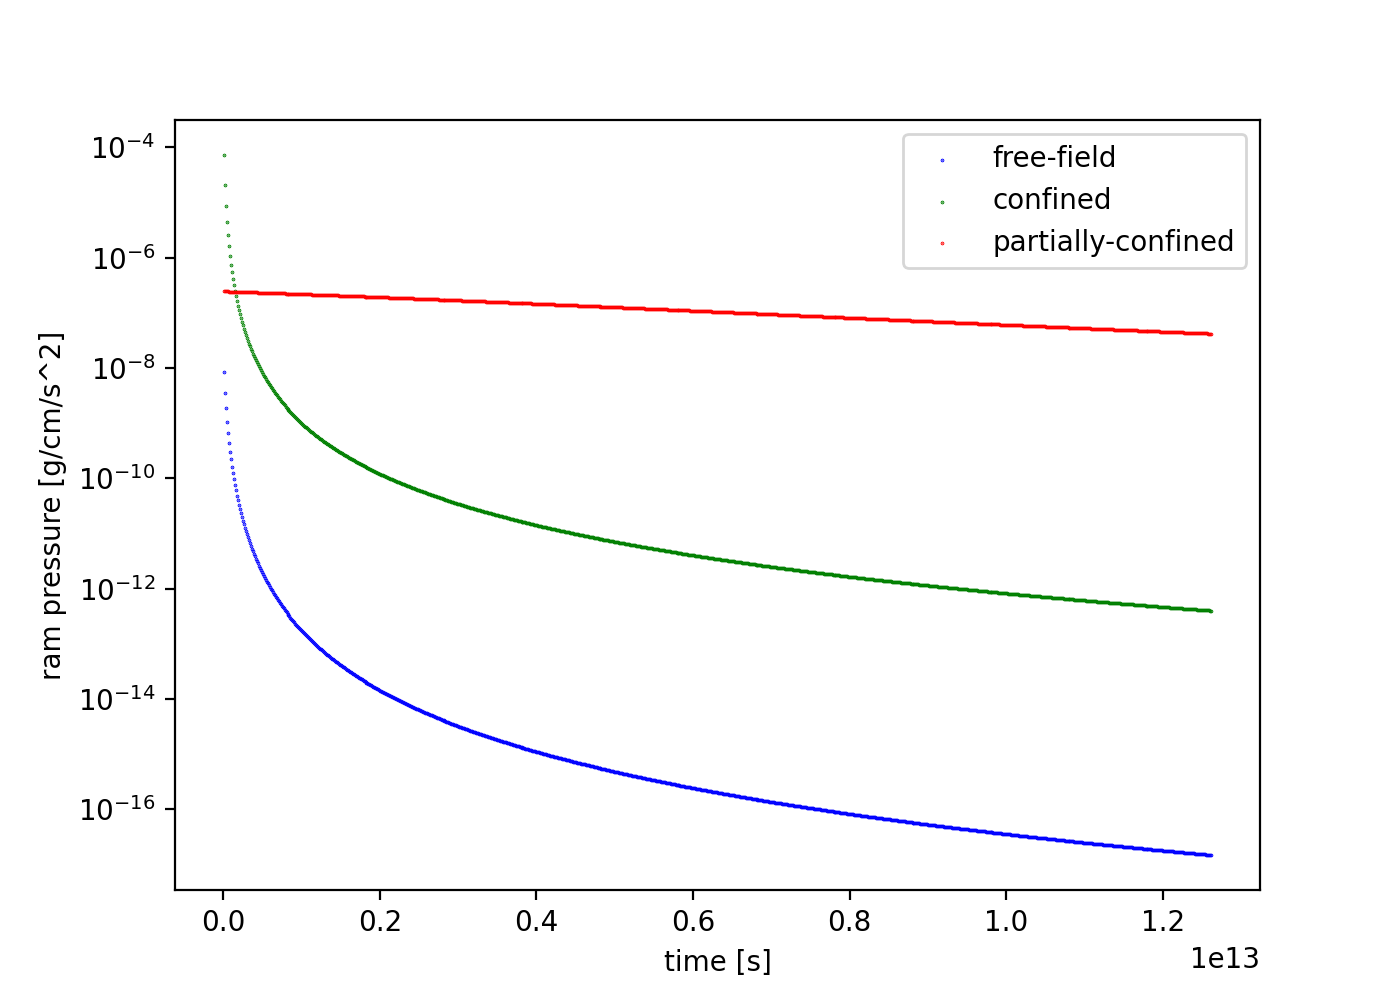 free-field
confined
partially-confined
ram pressure [g/cm/s^2]
10⁻⁴
10⁻⁶
10⁻⁸
10⁻¹⁰
10⁻¹²
10⁻¹⁴
10⁻¹⁶
0.0 0.2 0.4 0.6 0.8 1.0 1.2
time [s]
1e13